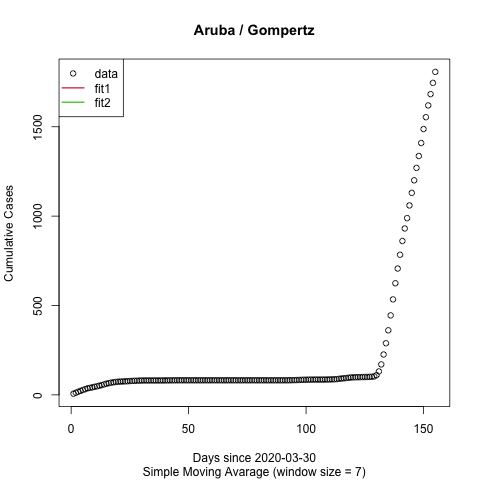 Aruba / Gompertz
data
fit1
fit2
Cumulative Cases
0
500
1000
1500
0
50
100
150
Days since 2020-03-30
Simple Moving Avarage (window size = 7)